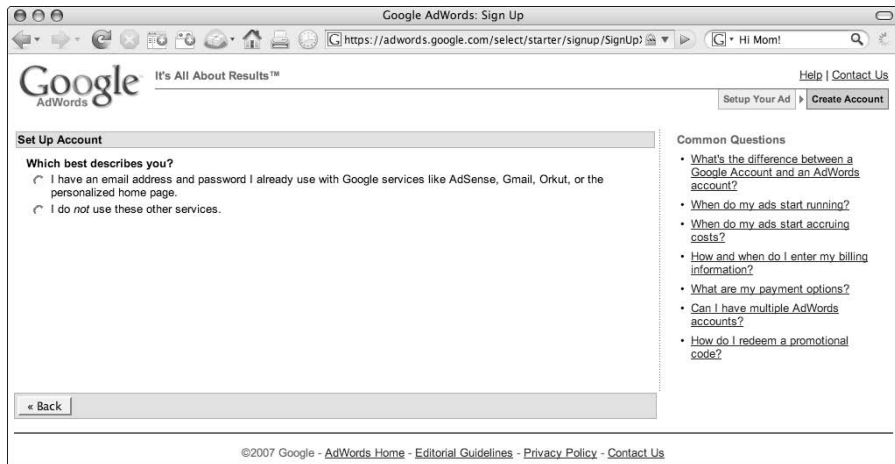 Google AdWords: Sign Up
https://adwords.google.com/select/starter/signup/SignUp
G
Hi Mom!
Google
AdWords
It's All About Results™
Help | Contact Us
Setup Your Ad
Create Account
Set Up Account
Which best describes you?
I have an email address and password I already use with Google services like AdSense, Gmail, Orkut, or the
personalized home page.
I do not use these other services.
Common Questions
• What's the difference between a
Google Account and an AdWords
account?
• When do my ads start running?
• When do my ads start accruing
costs?
• How and when do I enter my billing
information?
• What are my payment options?
• Can I have multiple AdWords
accounts?
• How do I redeem a promotional
code?
« Back
©2007 Google - AdWords Home - Editorial Guidelines - Privacy Policy - Contact Us